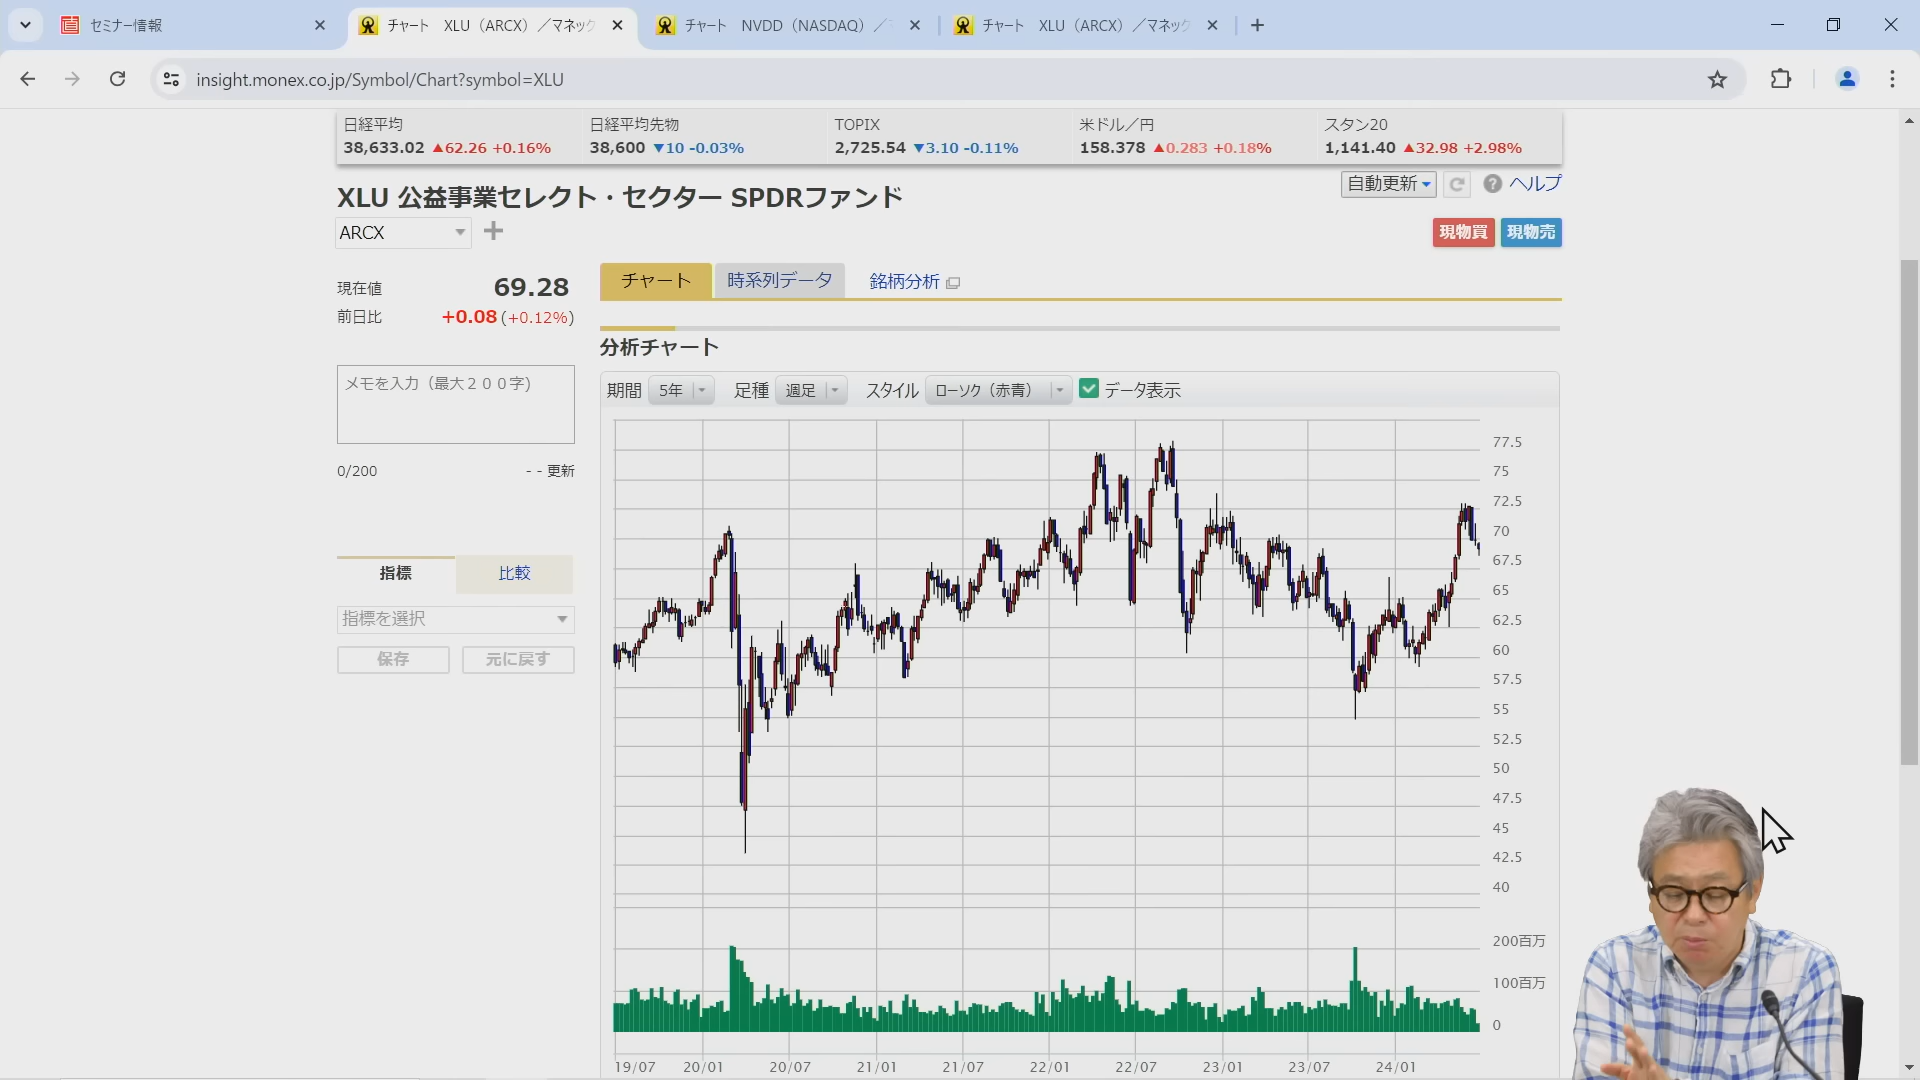 セミナー情報
チャート XLU（ARCX）／マネック
チャート NVDD（NASDAQ）／
チャート XLU（ARCX）／マネック
insight.monex.co.jp/Symbol/Chart?symbol=XLU
日経平均
38,633.02 ▲62.26 +0.16%
日経平均先物
38,600 ▼10 -0.03%
TOPIX
2,725.54 ▼3.10 -0.11%
米ドル／円
158.378 ▲0.283 +0.18%
スタン20
1,141.40 ▲32.98 +2.98%
XLU 公益事業セレクト・セクター SPDRファンド
自動更新
? ヘルプ
ARCX
現物買
現物売
現在値 69.28
前日比 +0.08 (+0.12%)
メモを入力（最大２００字）
0/200
- - 更新
指標
比較
指標を選択
保存
元に戻す
チャート
時系列データ
銘柄分析
分析チャート
期間 5年
足種 週足
スタイル ローソク（赤青）
データ表示
77.5
75
72.5
70
67.5
65
62.5
60
57.5
55
52.5
50
47.5
45
42.5
40
200百万
100百万
0
19/07 20/01 20/07 21/01 21/07 22/01 22/07 23/01 23/07 24/01